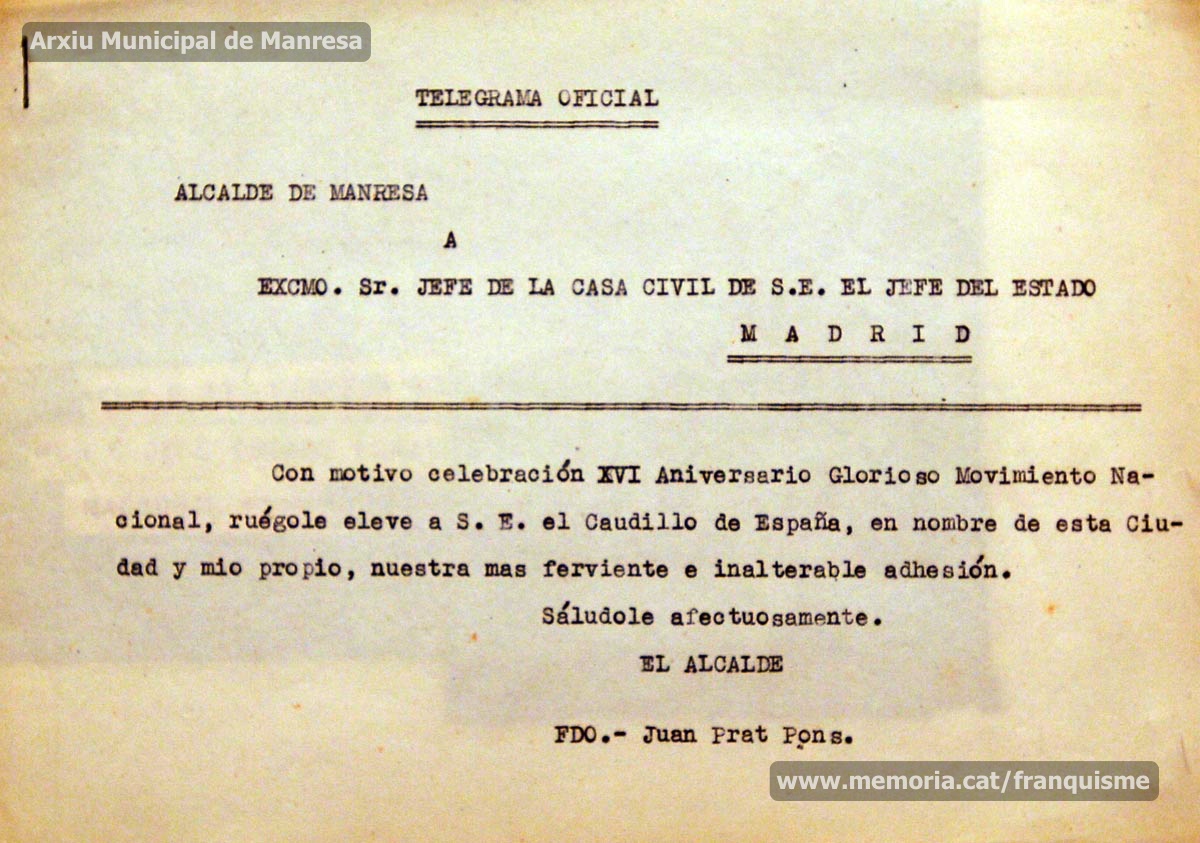 Arxiu Municipal de Manresa
TELEGRAMA OFICIAL
ALCALDE DE MANRESA
A
EXCMO. Sr. JEFE DE LA CASA CIVIL DE S.E. EL JEFE DEL ESTADO
M A D R I D
Con motivo celebración XVI Aniversario Glorioso Movimiento Na-
cional, ruégole eleve a S. E. el Caudillo de España, en nombre de esta Ciu-
dad y mio propio, nuestra mas ferviente e inalterable adhesión.
Sáludole afectuosamente.
EL ALCALDE
FDO.- Juan Prat Pons.
www.memoria.cat/franquisme